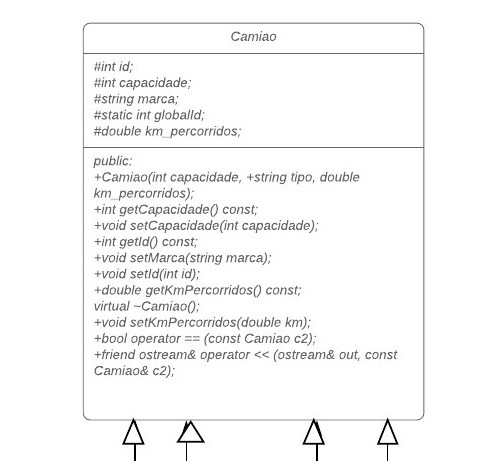 Camiao
#int id;
#int capacidade;
#string marca;
#static int globalId;
#double km_percorridos;
public:
+Camiao(int capacidade, +string tipo, double
km_percorridos);
+int getCapacidade() const;
+void setCapacidade(int capacidade);
+int getId() const;
+void setMarca(string marca);
+void setId(int id);
+double getKmPercorridos() const;
virtual ~Camiao();
+void setKmPercorridos(double km);
+bool operator == (const Camiao c2);
+friend ostream& operator << (ostream& out, const
Camiao& c2);